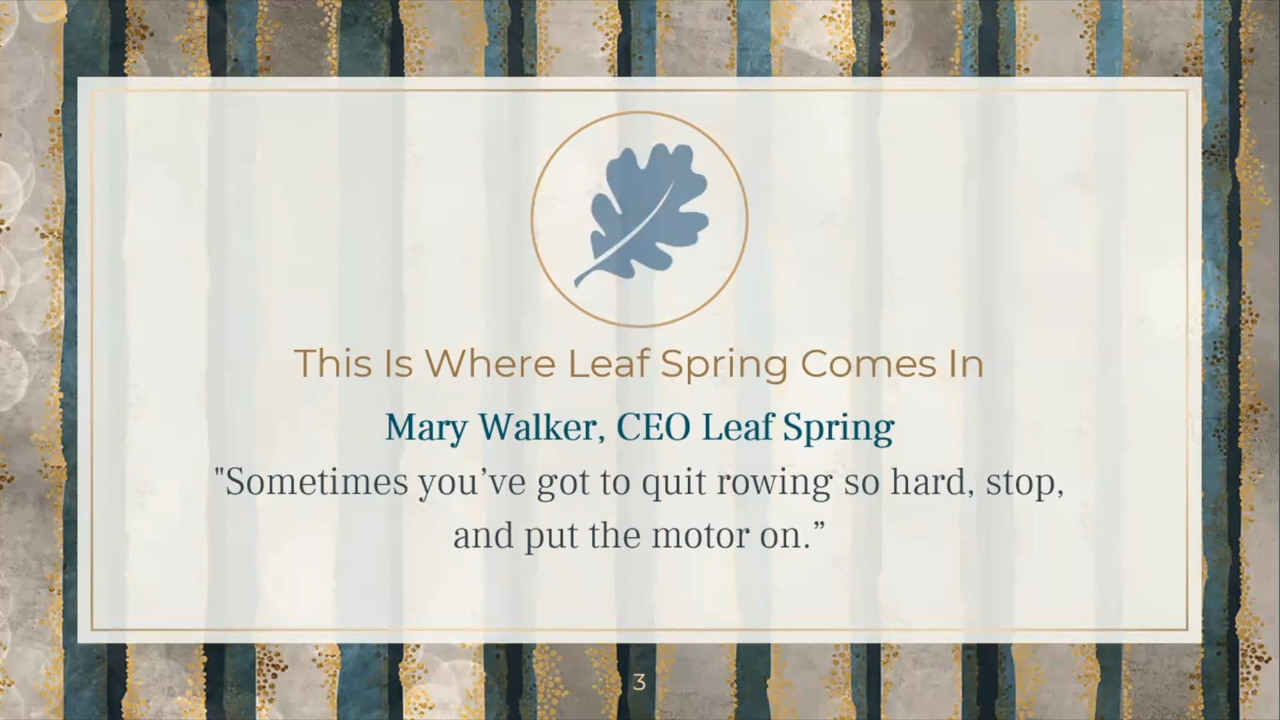 This Is Where Leaf Spring Comes In
Mary Walker, CEO Leaf Spring
"Sometimes you’ve got to quit rowing so hard, stop,
and put the motor on.”
3